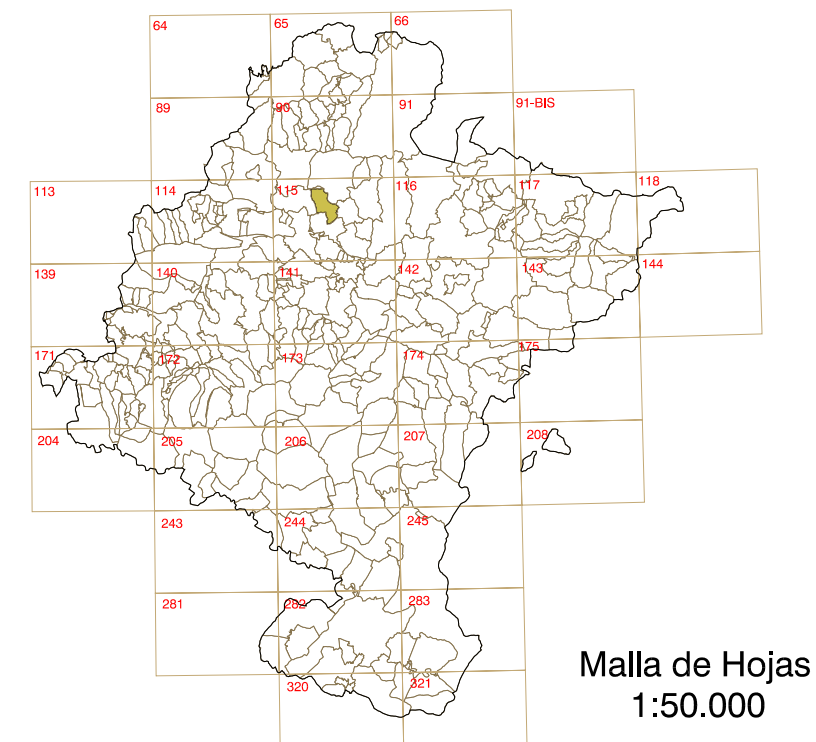 64 65 66
89 90 91 91-BIS
113 114 115 116 117 118
139 140 141 142 143 144
171 172 173 174 175
204 205 206 207 208
243 244 245
281 282 283
320 321
Malla de Hojas
1:50.000